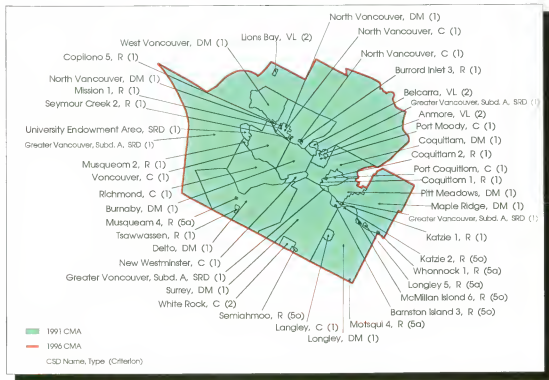 North Vancouver, DM (1)
North Vancouver, C (1)
North Vancouver, C (1)
Burrard Inlet 3, R (1)
Belcarra, VL (2)
Greater Vancouver, Subd. A, SRD (1)
Anmore, VL (2)
Port Moody, C (1)
Coquitlam, DM (1)
Coquitlam 2, R (1)
Port Coquitlam, C (1)
Coquitlam 1, R (1)
Pitt Meadows, DM (1)
Maple Ridge, DM (1)
Greater Vancouver, Subd. A, SRD (1)
Katzie 1, R (1)
Katzie 2, R (5a)
Whonnock 1, R (5a)
Langley 5, R (5a)
McMillan Island 6, R (5a)
Barnston Island 3, R (5a)
Matsqui 4, R (5a)
Langley, DM (1)
Langley, C (1)
Semiahmoo, R (5a)
White Rock, C (2)
Surrey, DM (1)
Greater Vancouver, Subd. A, SRD (1)
New Westminster, C (1)
Delta, DM (1)
Tsawwassen, R (1)
Musqueam 4, R (5a)
Burnaby, DM (1)
Richmond, C (1)
Vancouver, C (1)
Musqueam 2, R (1)
Greater Vancouver, Subd. A, SRD (1)
University Endowment Area, SRD (1)
Seymour Creek 2, R (1)
Mission 1, R (1)
North Vancouver, DM (1)
Capilano 5, R (1)
West Vancouver, DM (1)
Lions Bay, VL (2)
1991 CMA
1996 CMA
CSD Name, Type (Criterion)